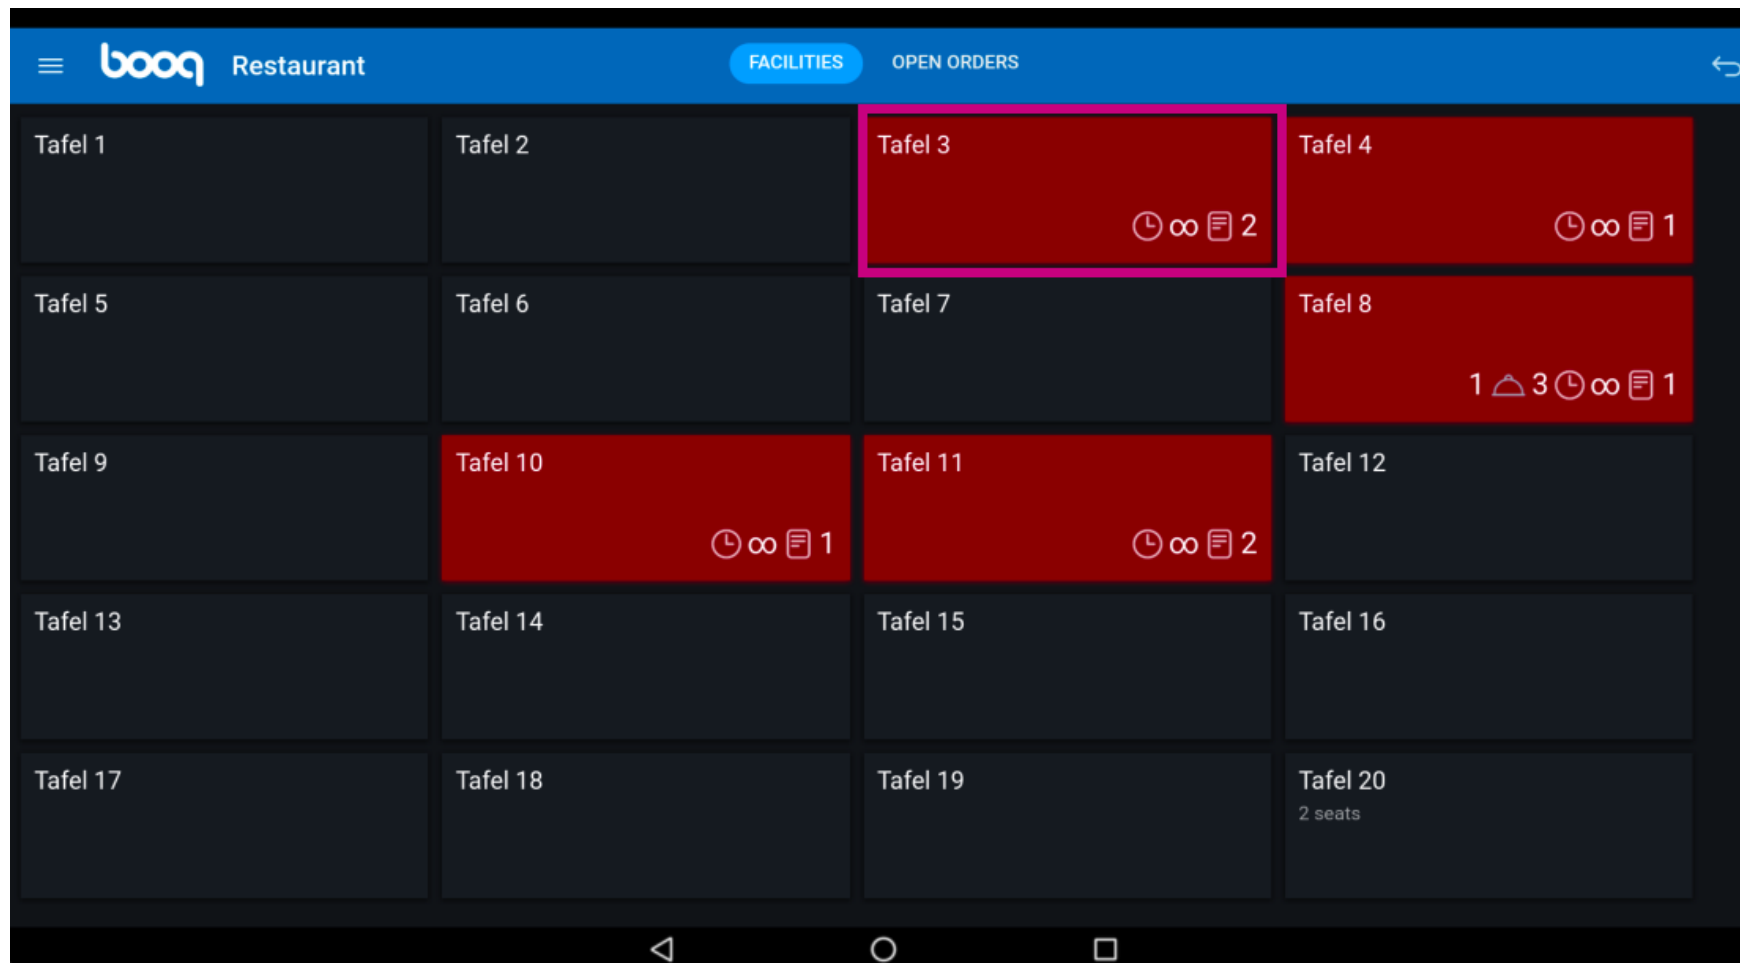 booq Restaurant FACILITIES OPEN ORDERS
Tafel 1 Tafel 2 Tafel 3 Tafel 4
∞ 2 ∞ 1
Tafel 5 Tafel 6 Tafel 7 Tafel 8
1 3 ∞ 1
Tafel 9 Tafel 10 Tafel 11 Tafel 12
∞ 1 ∞ 2
Tafel 13 Tafel 14 Tafel 15 Tafel 16
Tafel 17 Tafel 18 Tafel 19 Tafel 20
2 seats